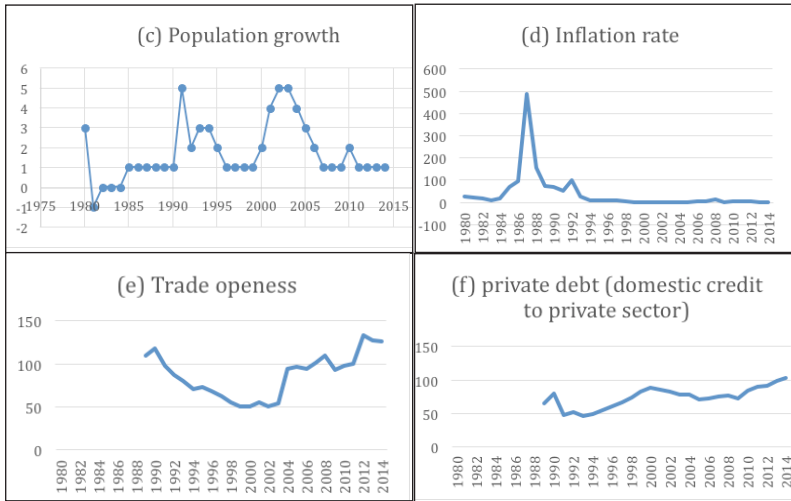 (c) Population growth
6
5
4
3
2
1
0
-1
-2
1975 1980 1985 1990 1995 2000 2005 2010 2015
(d) Inflation rate
600
500
400
300
200
100
0
-100
1980 1982 1984 1986 1988 1990 1992 1994 1996 1998 2000 2002 2004 2006 2008 2010 2012 2014
(e) Trade openess
150
100
50
0
1980 1982 1984 1986 1988 1990 1992 1994 1996 1998 2000 2002 2004 2006 2008 2010 2012 2014
(f) private debt (domestic credit
to private sector)
150
100
50
0
1980 1982 1984 1986 1988 1990 1992 1994 1996 1998 2000 2002 2004 2006 2008 2010 2012 2014